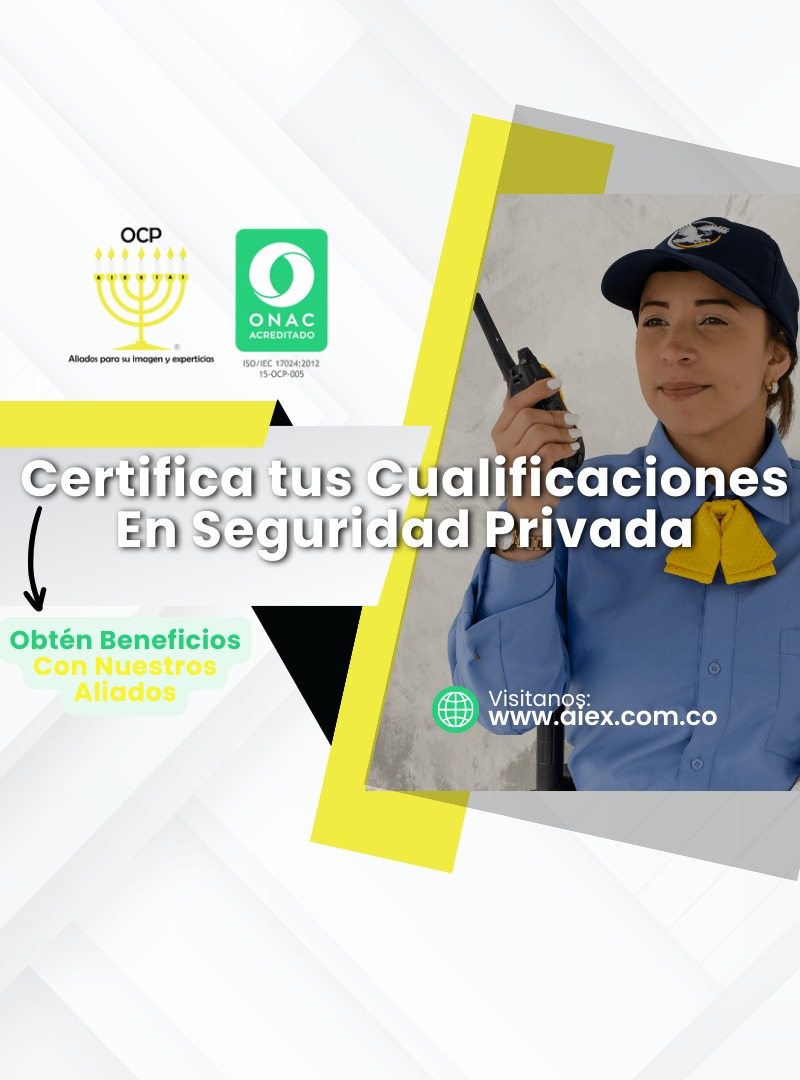 OCP
AIEXIAI
Aliados para su imagen y experticias
®
ONAC
ACREDITADO
ISO/IEC 17024:2012
15-OCP-005
Certifica tus Cualificaciones
En Seguridad Privada
Obtén Beneficios
Con Nuestros
Aliados
Visitanos:
www.aiex.com.co